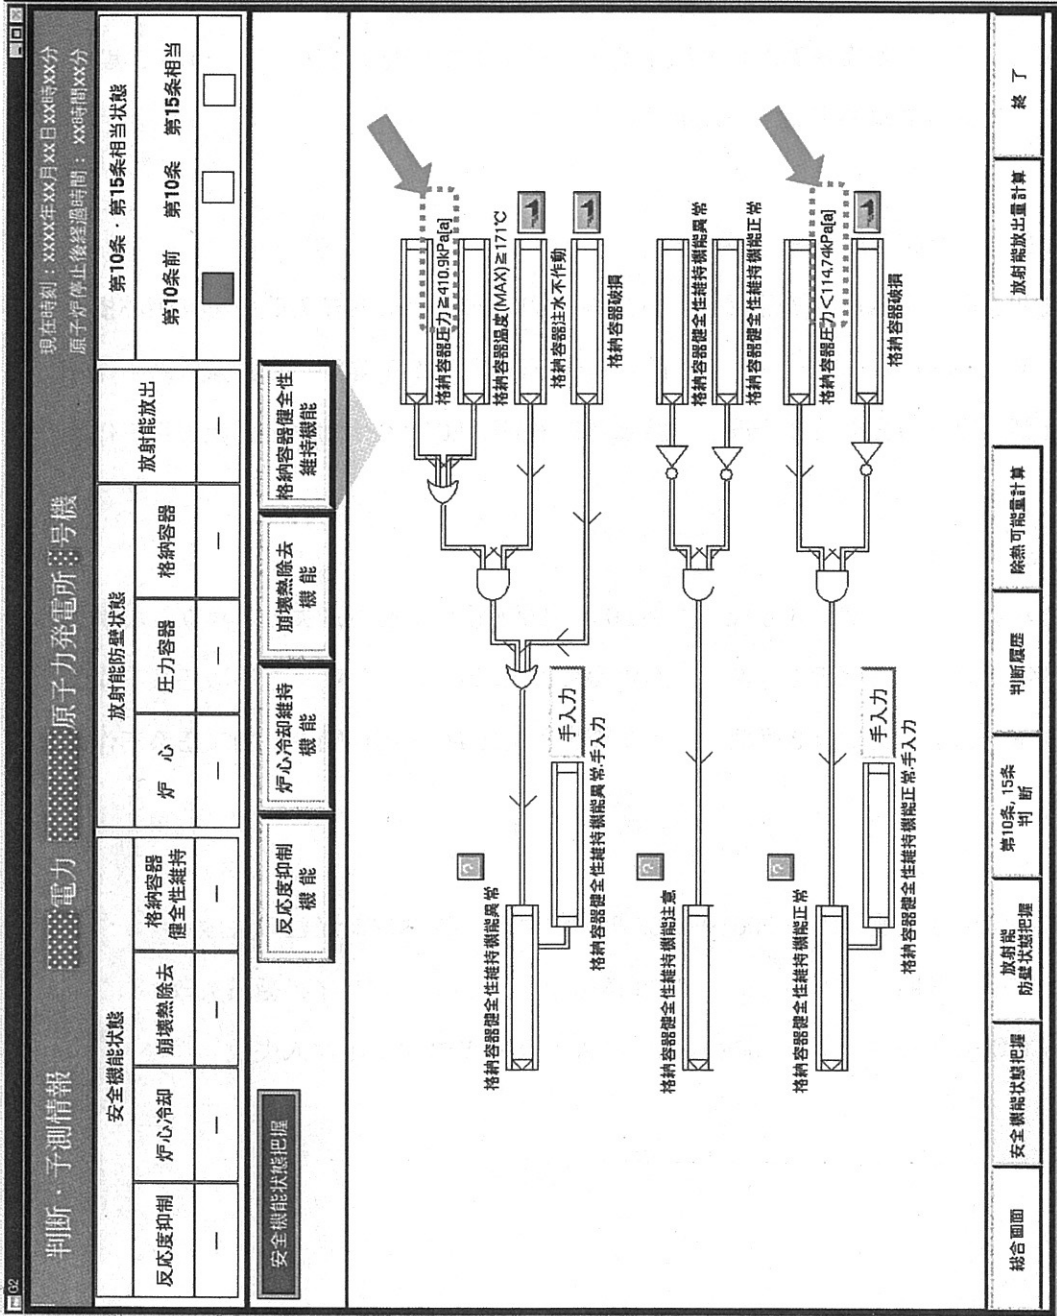 G2
判断・予測情報
電力
原子力発電所
号機
現在時刻：xxxx年xx月xx日xx時xx分
原子炉停止後経過時間： xx時間xx分
安全機能状態
放射能防壁状態
放射能放出
第10条・第15条相当状態
反応度抑制
炉心冷却
崩壊熱除去
格納容器
健全性維持
炉　心
圧力容器
格納容器
第10条前
第10条
第15条相当
－
－
－
－
－
－
－
－
安全機能状態把握
反応度抑制
機 能
炉心冷却維持
機 能
崩壊熱除去
機 能
格納容器健全性
維持機能
格納容器健全性維持機能異常
?
格納容器圧力≧410.9kPa[a]
格納容器温度(MAX)≧171℃
格納容器注水不作動
格納容器破損
手入力
格納容器健全性維持機能異常-手入力
格納容器健全性維持機能注意
?
格納容器健全性維持機能異常
格納容器健全性維持機能正常
格納容器健全性維持機能正常
?
格納容器圧力＜114.74kPa[a]
格納容器破損
手入力
格納容器健全性維持機能正常-手入力
総合画面
安全機能状態把握
放射能
防壁状態把握
第10条, 15条
判　断
判断履歴
除熱可能量計算
放射能放出量計算
終　了